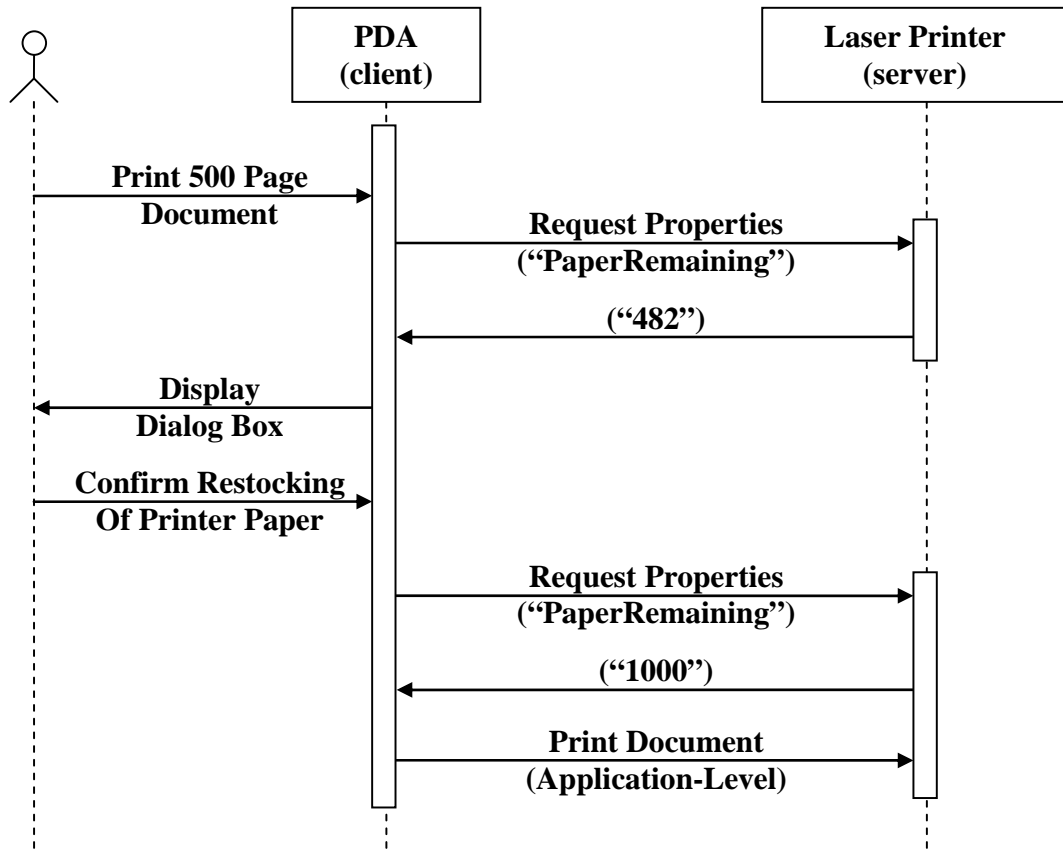 PDA
(client)
Laser Printer
(server)
Print 500 Page
Document
Request Properties
(“PaperRemaining”)
(“482”)
Display
Dialog Box
Confirm Restocking
Of Printer Paper
Request Properties
(“PaperRemaining”)
(“1000”)
Print Document
(Application-Level)